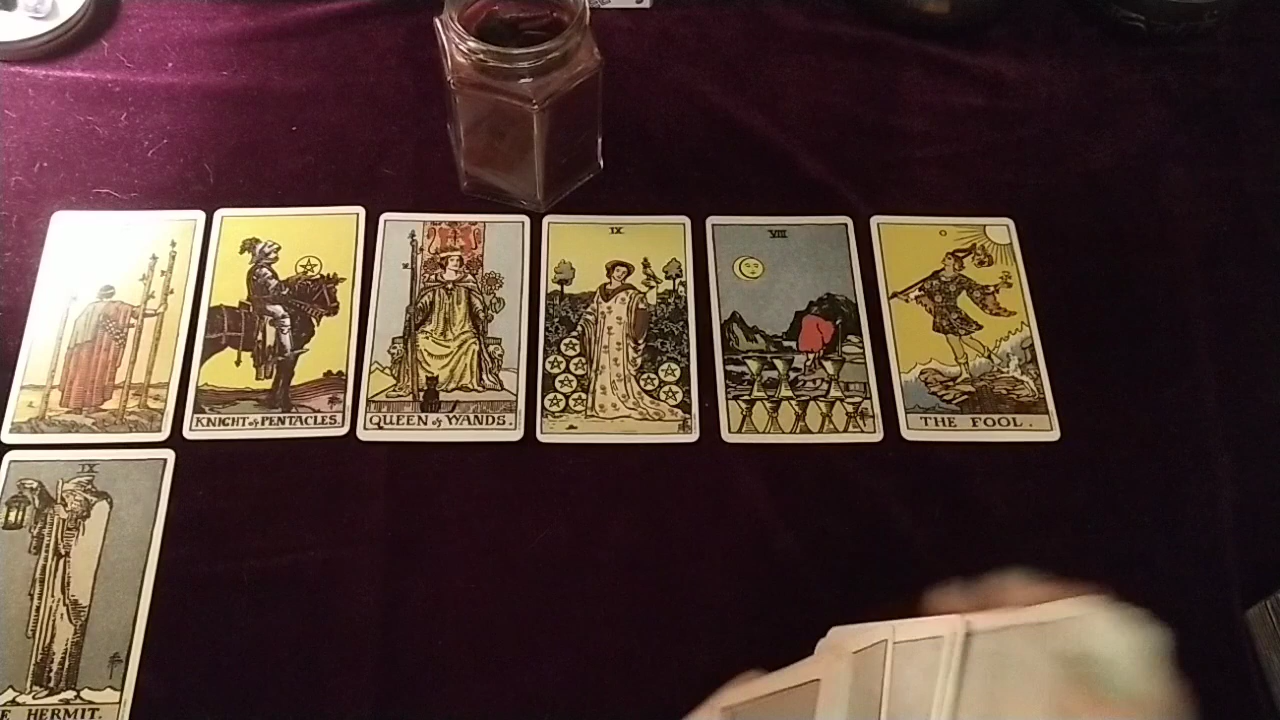 KNIGHT of PENTACLES.
QUEEN of WANDS.
IX
VIII
0
THE FOOL.
IX
E HERMIT.